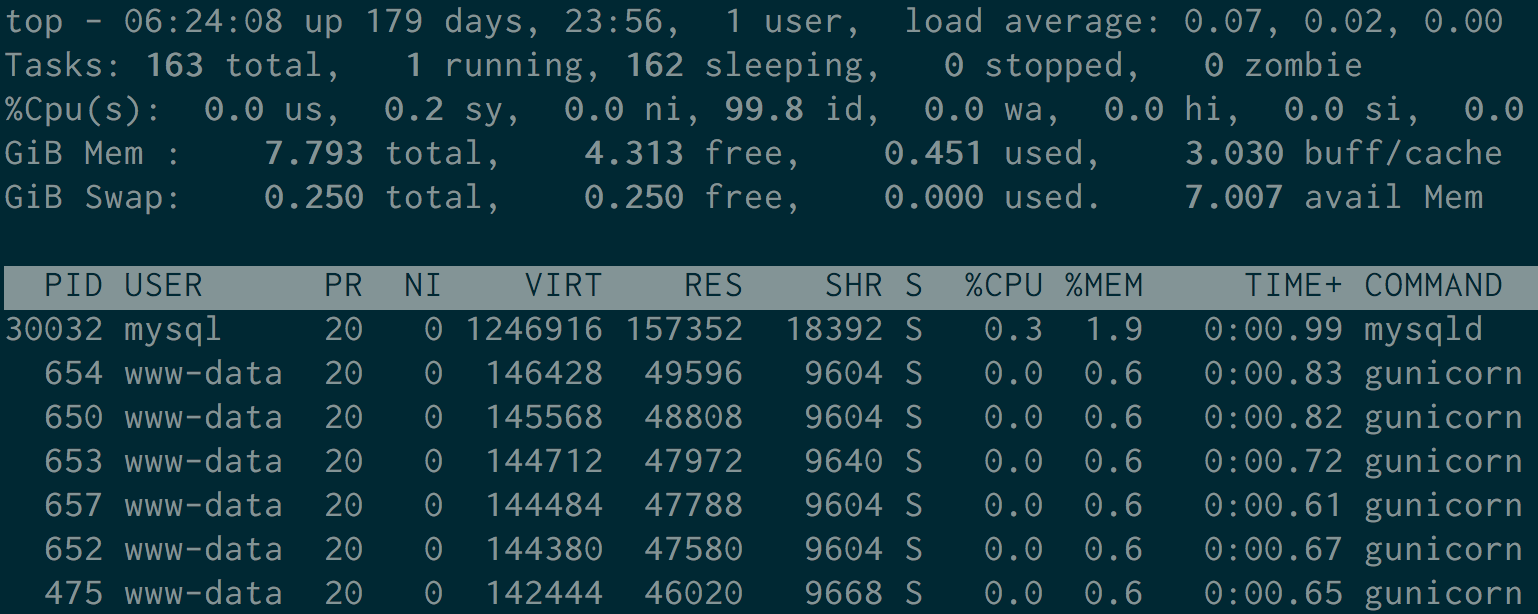 top - 06:24:08 up 179 days, 23:56,  1 user,  load average: 0.07, 0.02, 0.00
Tasks: 163 total,   1 running, 162 sleeping,   0 stopped,   0 zombie
%Cpu(s):  0.0 us,  0.2 sy,  0.0 ni, 99.8 id,  0.0 wa,  0.0 hi,  0.0 si,  0.0
GiB Mem :    7.793 total,    4.313 free,    0.451 used,    3.030 buff/cache
GiB Swap:    0.250 total,    0.250 free,    0.000 used.    7.007 avail Mem
  PID USER      PR  NI    VIRT    RES    SHR S  %CPU %MEM     TIME+ COMMAND
30032 mysql     20   0 1246916 157352  18392 S   0.3  1.9   0:00.99 mysqld
  654 www-data  20   0  146428  49596   9604 S   0.0  0.6   0:00.83 gunicorn
  650 www-data  20   0  145568  48808   9604 S   0.0  0.6   0:00.82 gunicorn
  653 www-data  20   0  144712  47972   9640 S   0.0  0.6   0:00.72 gunicorn
  657 www-data  20   0  144484  47788   9604 S   0.0  0.6   0:00.61 gunicorn
  652 www-data  20   0  144380  47580   9604 S   0.0  0.6   0:00.67 gunicorn
  475 www-data  20   0  142444  46020   9668 S   0.0  0.6   0:00.65 gunicorn